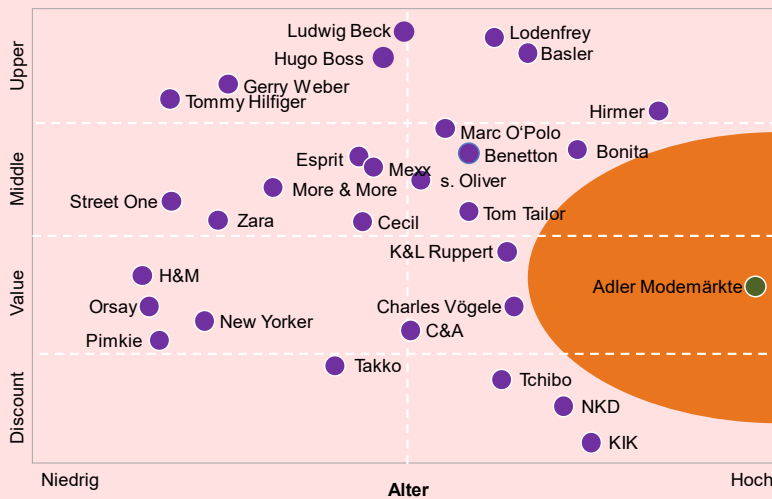 Upper
Ludwig Beck
Lodenfrey
Hugo Boss
Basler
Gerry Weber
Tommy Hilfiger
Hirmer
Middle
Marc O‘Polo
Esprit
Benetton
Bonita
Mexx
s. Oliver
More & More
Street One
Tom Tailor
Zara
Cecil
Value
K&L Ruppert
H&M
Adler Modemärkte
Orsay
Charles Vögele
New Yorker
C&A
Pimkie
Discount
Takko
Tchibo
NKD
KIK
Niedrig
Alter
Hoch